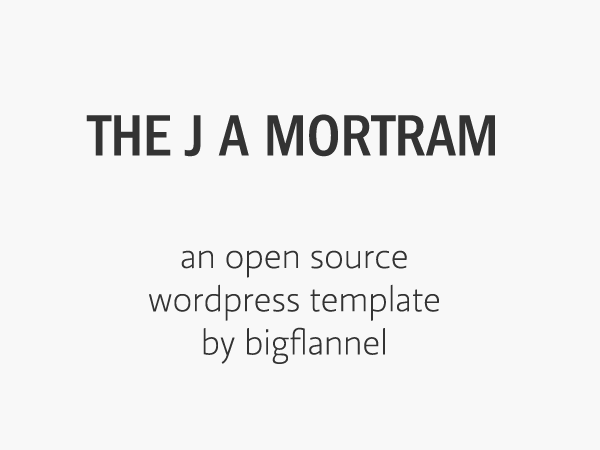 THE J A MORTRAM
an open source
wordpress template
by bigflannel